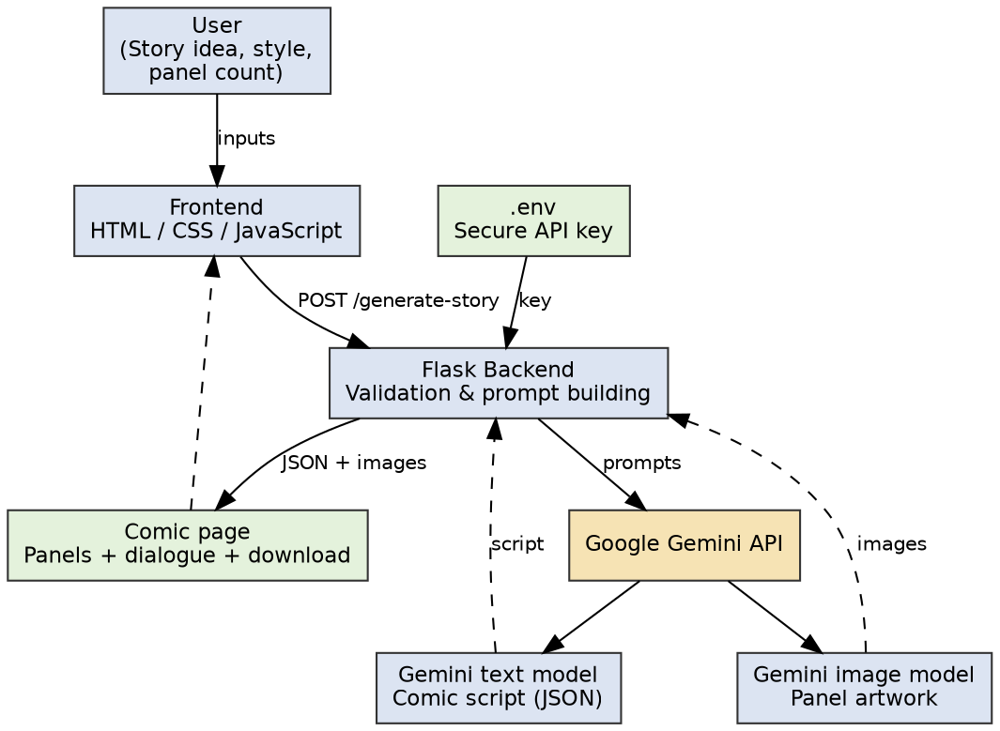 User
(Story idea, style,
panel count)
inputs
Frontend
HTML / CSS / JavaScript
.env
Secure API key
POST /generate-story
key
Flask Backend
Validation & prompt building
JSON + images
prompts
Comic page
Panels + dialogue + download
script
Google Gemini API
images
Gemini text model
Comic script (JSON)
Gemini image model
Panel artwork